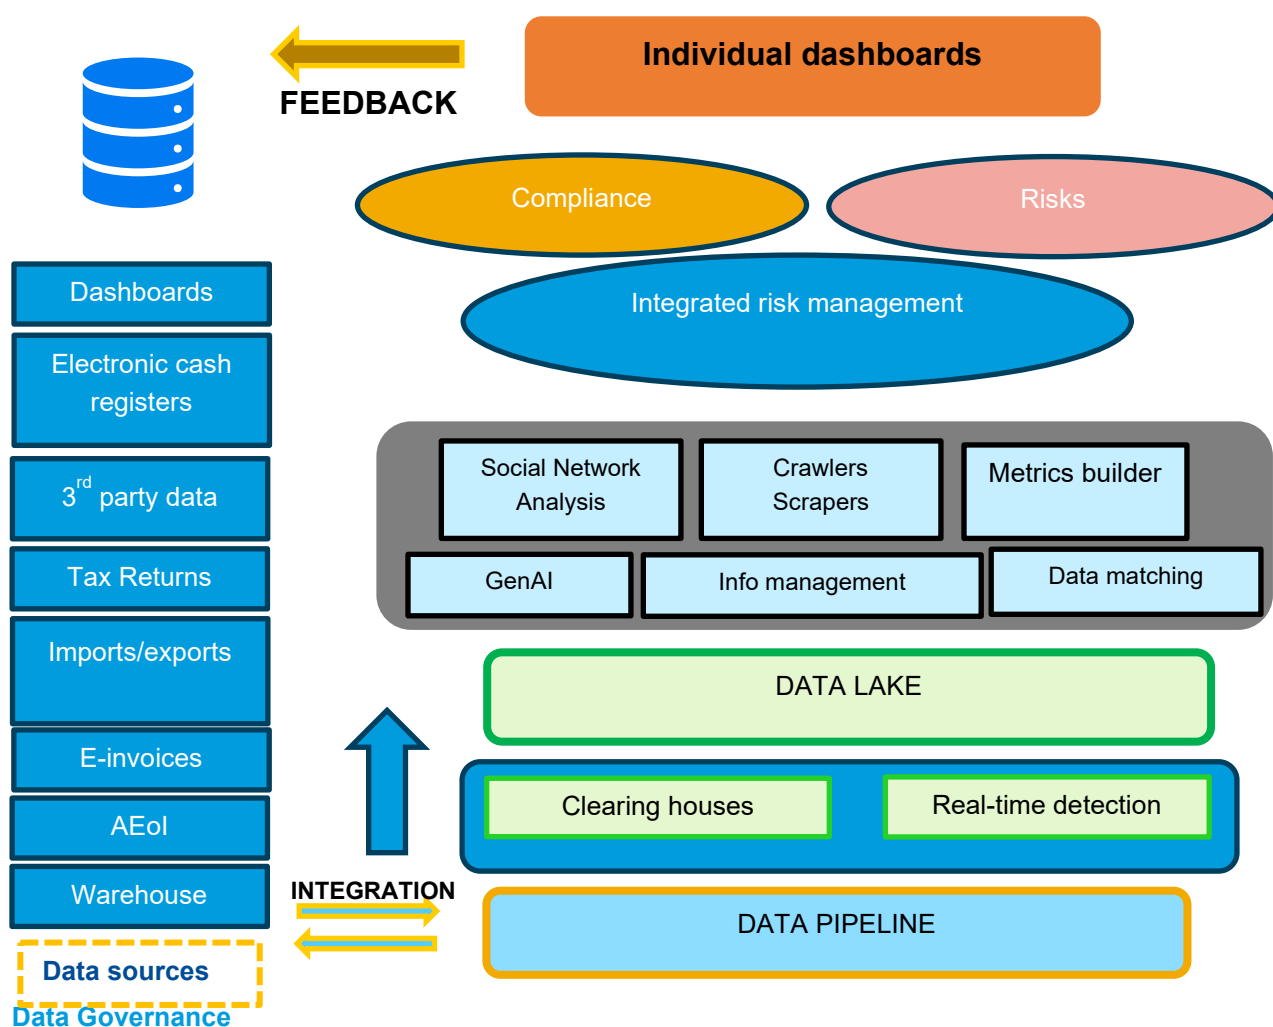 Individual dashboards
FEEDBACK
Compliance
Risks
Integrated risk management
Dashboards
Electronic cash
registers
3rd party data
Tax Returns
Imports/exports
E-invoices
AEoI
Warehouse
Data sources
Data Governance
Social Network
Analysis
Crawlers
Scrapers
Metrics builder
GenAI
Info management
Data matching
DATA LAKE
Clearing houses
Real-time detection
INTEGRATION
DATA PIPELINE